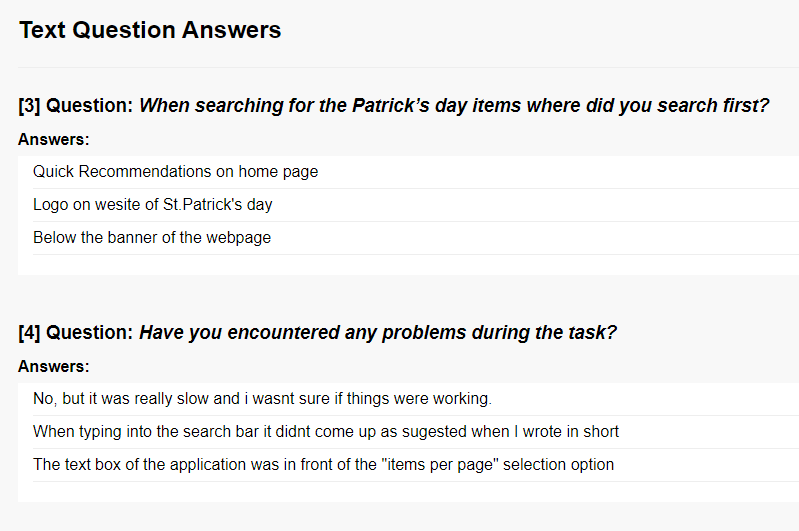 Text Question Answers
[3] Question: When searching for the Patrick’s day items where did you search first?
Answers:
Quick Recommendations on home page
Logo on wesite of St.Patrick's day
Below the banner of the webpage
[4] Question: Have you encountered any problems during the task?
Answers:
No, but it was really slow and i wasnt sure if things were working.
When typing into the search bar it didnt come up as sugested when I wrote in short
The text box of the application was in front of the "items per page" selection option